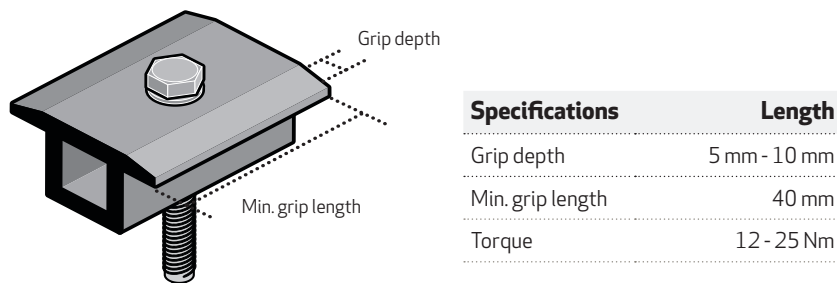 Grip depth
Min. grip length
Specifications Length
Grip depth 5 mm - 10 mm
Min. grip length 40 mm
Torque 12 - 25 Nm